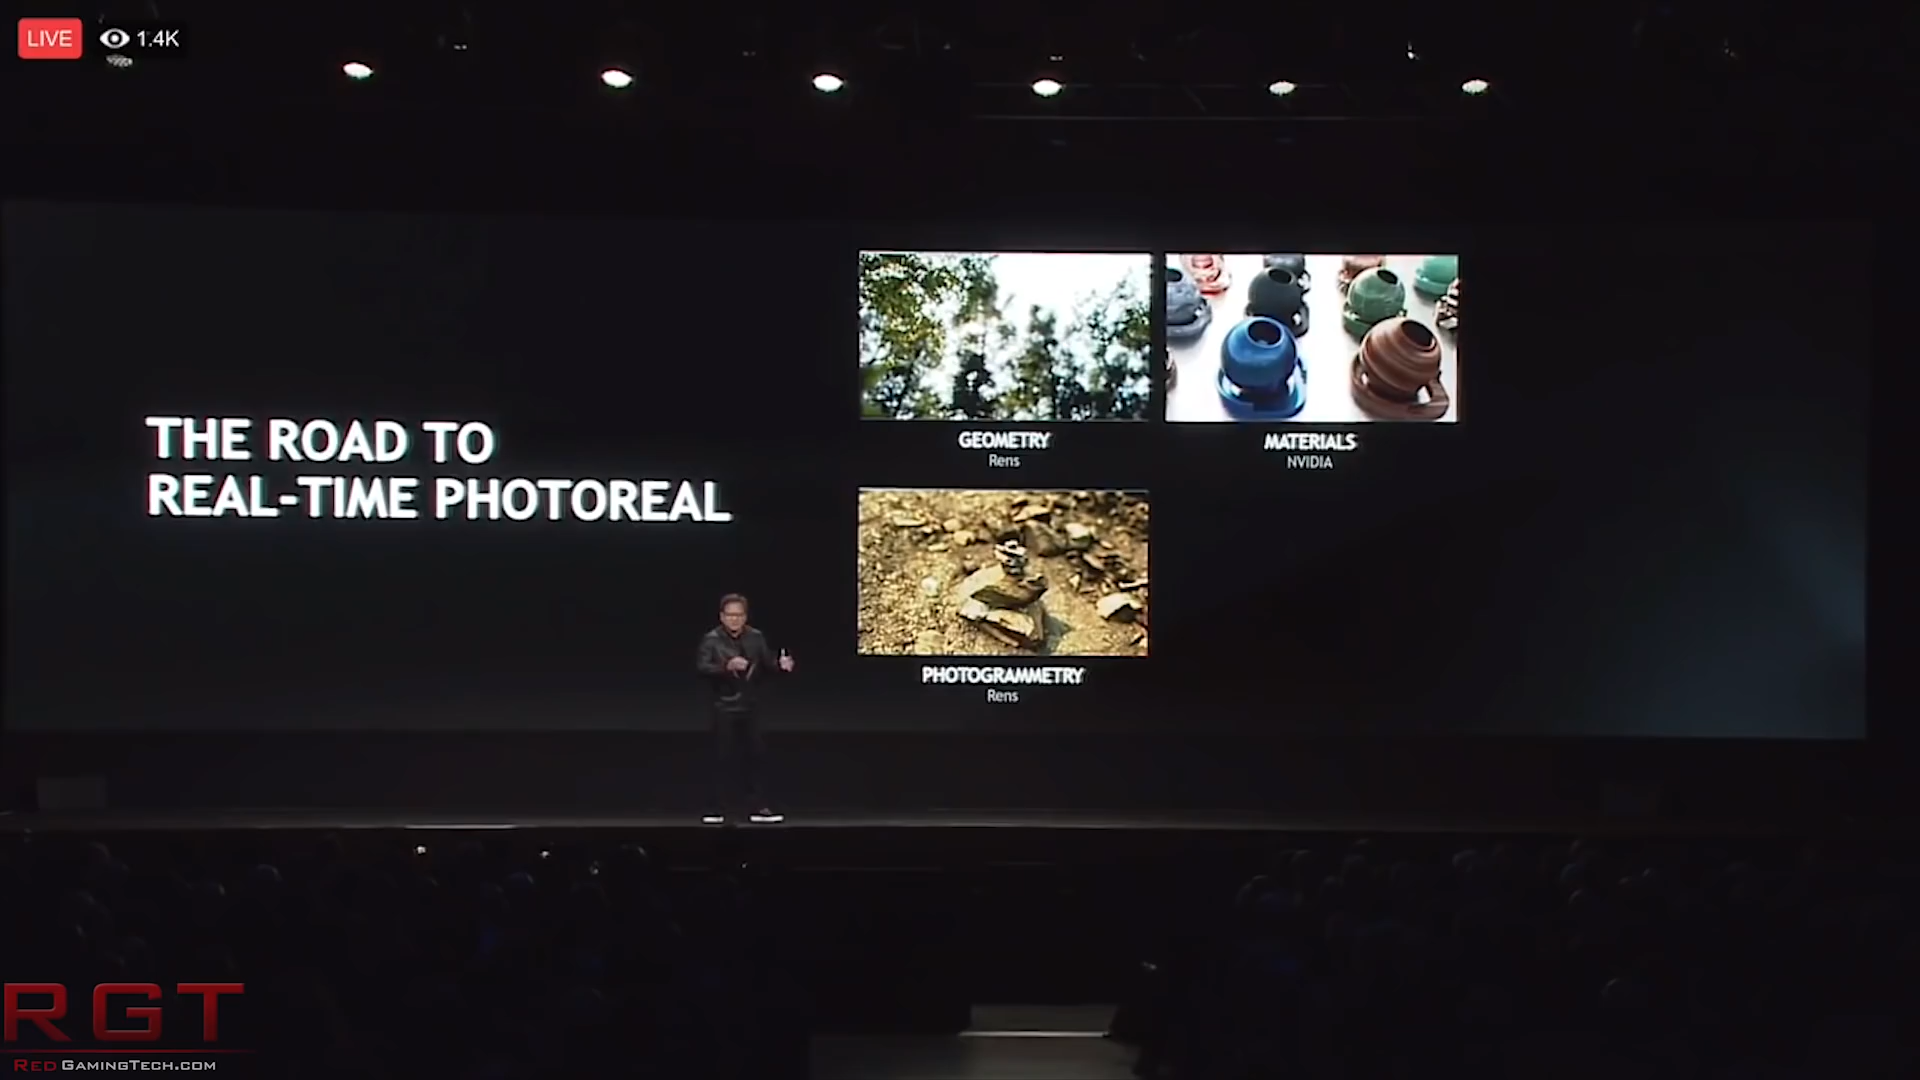 LIVE 1.4K
THE ROAD TO
REAL-TIME PHOTOREAL
GEOMETRY
Rens
MATERIALS
NVIDIA
PHOTOGRAMMETRY
Rens
RGT
REDGAMINGTECH.COM